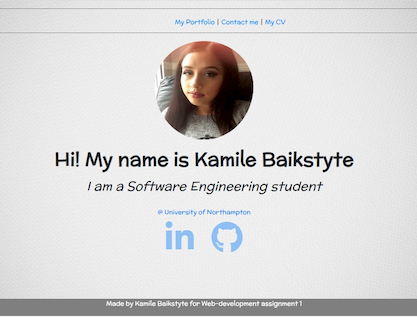 My Portfolio | Contact me | My CV
Hi! My name is Kamile Baikstyte
I am a Software Engineering student
@ University of Northampton
in
Made by Kamile Baikstyte for Web-development assignment 1